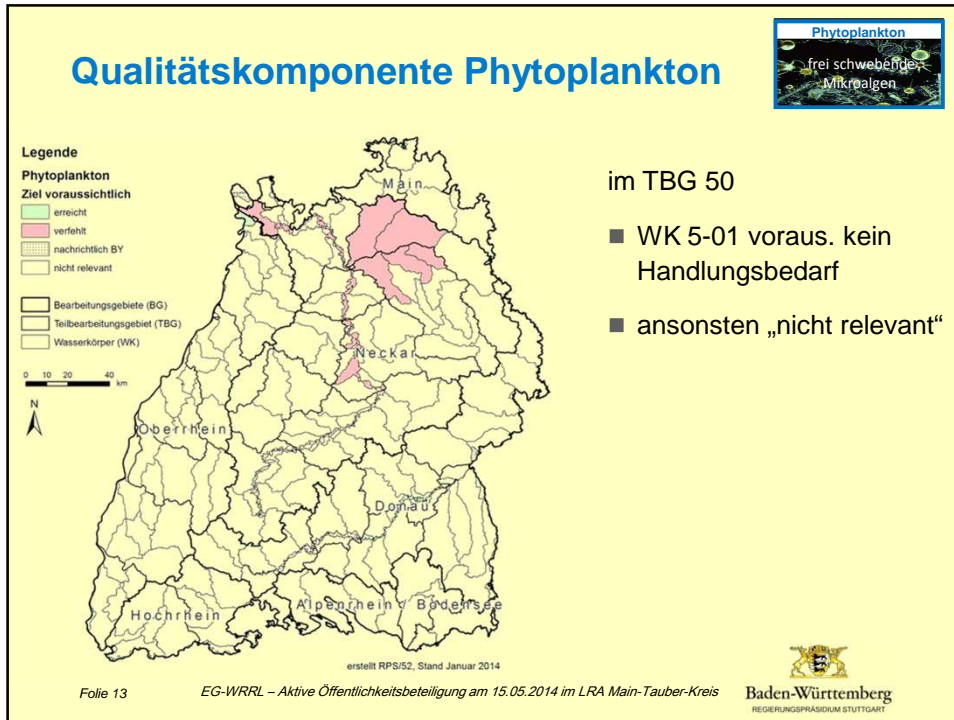 Qualitätskomponente Phytoplankton
Phytoplankton
frei schwebende
Mikroalgen
Legende
Phytoplankton
Ziel voraussichtlich
erreicht
verfehlt
nachrichtlich BY
nicht relevant
Bearbeitungsgebiete (BG)
Teilbearbeitungsgebiet (TBG)
Wasserkörper (WK)
0 10 20 40
km
N
Main
Neckar
Oberrhein
Donau
Alpenrhein / Bodensee
Hochrhein
erstellt RPS/52, Stand Januar 2014
im TBG 50
■ WK 5-01 voraus. kein
Handlungsbedarf
■ ansonsten „nicht relevant“
Folie 13
EG-WRRL – Aktive Öffentlichkeitsbeteiligung am 15.05.2014 im LRA Main-Tauber-Kreis
Baden-Württemberg
REGIERUNGSPRÄSIDIUM STUTTGART